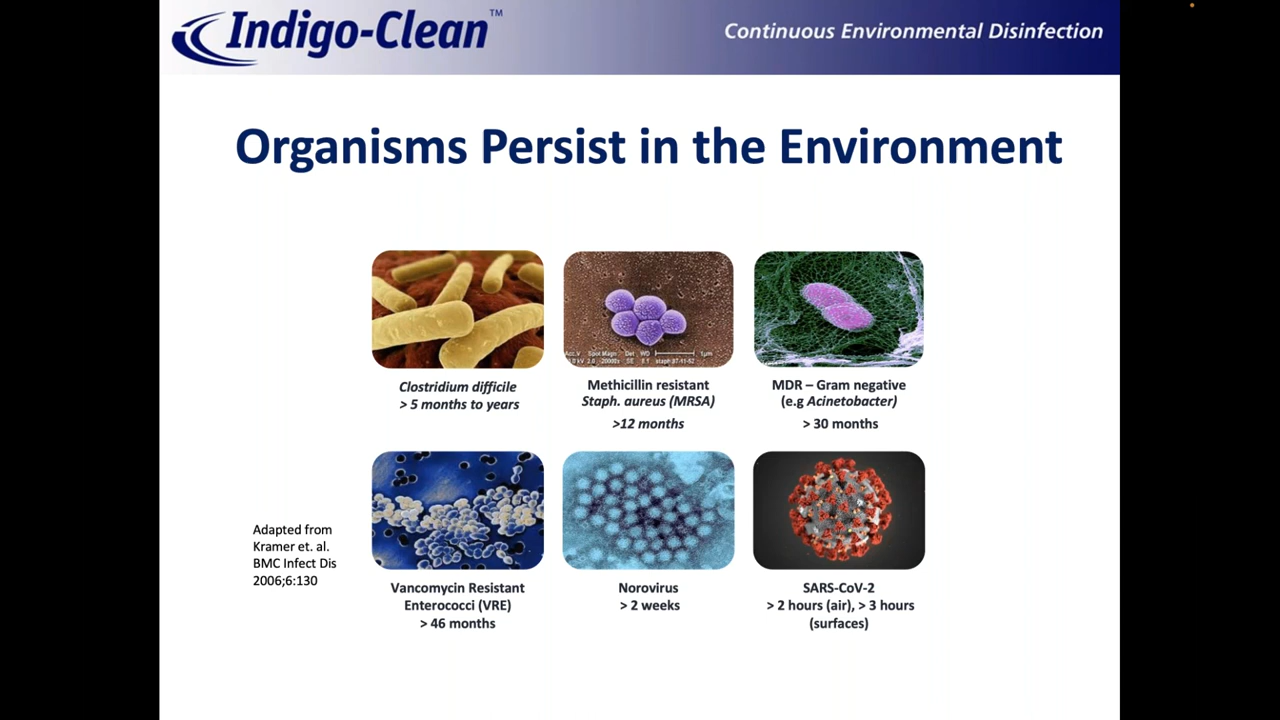 Indigo-Clean™
Continuous Environmental Disinfection
Organisms Persist in the Environment
Clostridium difficile
> 5 months to years
Methicillin resistant
Staph. aureus (MRSA)
>12 months
MDR – Gram negative
(e.g Acinetobacter)
> 30 months
Adapted from
Kramer et. al.
BMC Infect Dis
2006;6:130
Vancomycin Resistant
Enterococci (VRE)
> 46 months
Norovirus
> 2 weeks
SARS-CoV-2
> 2 hours (air), > 3 hours
(surfaces)